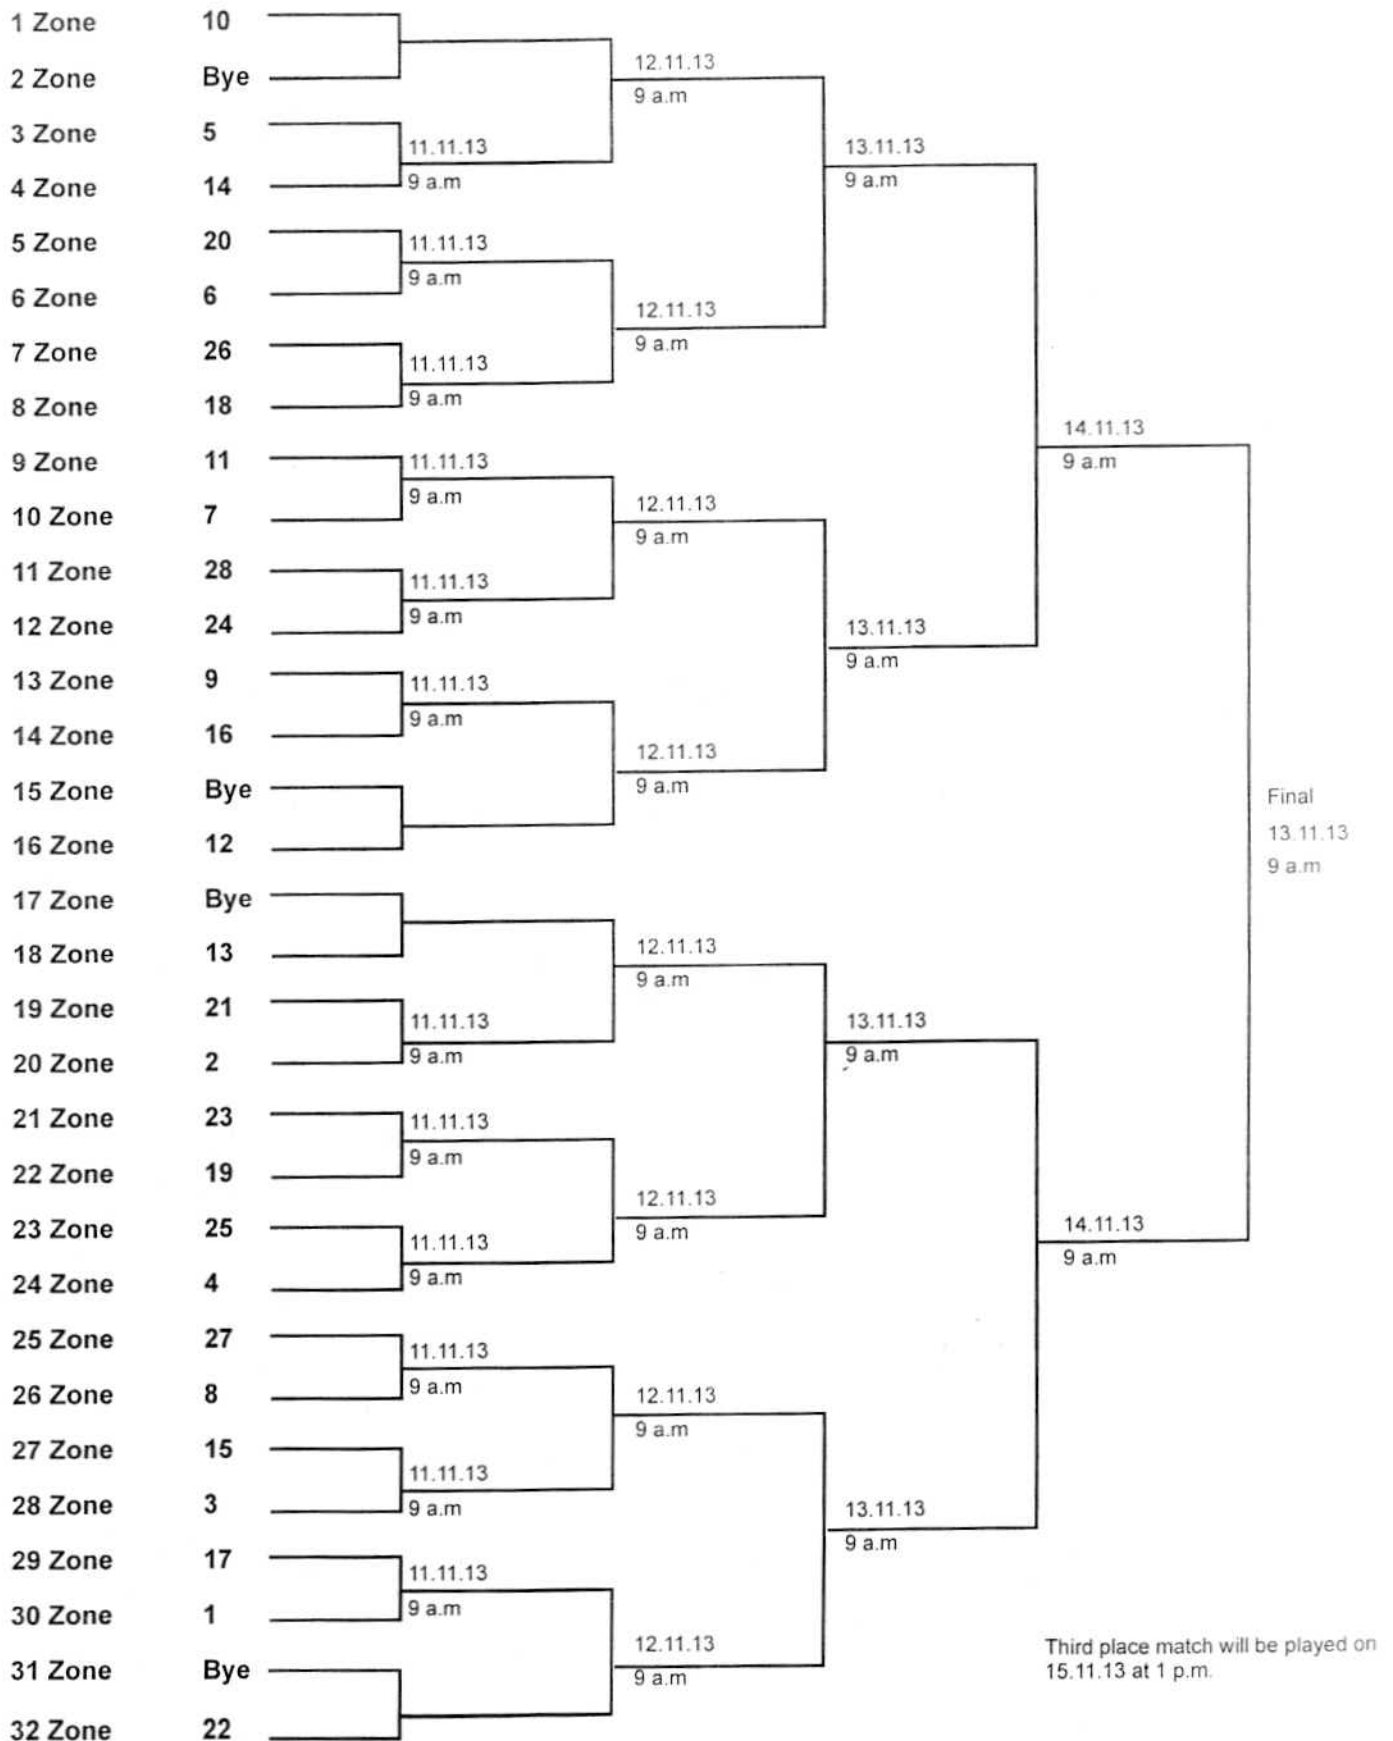 1 Zone 10
2 Zone Bye
3 Zone 5
4 Zone 14
5 Zone 20
6 Zone 6
7 Zone 26
8 Zone 18
9 Zone 11
10 Zone 7
11 Zone 28
12 Zone 24
13 Zone 9
14 Zone 16
15 Zone Bye
16 Zone 12
17 Zone Bye
18 Zone 13
19 Zone 21
20 Zone 2
21 Zone 23
22 Zone 19
23 Zone 25
24 Zone 4
25 Zone 27
26 Zone 8
27 Zone 15
28 Zone 3
29 Zone 17
30 Zone 1
31 Zone Bye
32 Zone 22
11.11.13
9 a.m
11.11.13
9 a.m
11.11.13
9 a.m
11.11.13
9 a.m
11.11.13
9 a.m
11.11.13
9 a.m
11.11.13
9 a.m
11.11.13
9 a.m
11.11.13
9 a.m
11.11.13
9 a.m
11.11.13
9 a.m
11.11.13
9 a.m
12.11.13
9 a.m
12.11.13
9 a.m
12.11.13
9 a.m
12.11.13
9 a.m
12.11.13
9 a.m
12.11.13
9 a.m
12.11.13
9 a.m
12.11.13
9 a.m
13.11.13
9 a.m
13.11.13
9 a.m
13.11.13
9 a.m
13.11.13
9 a.m
14.11.13
9 a.m
14.11.13
9 a.m
Final
13.11.13
9 a.m
Third place match will be played on
15.11.13 at 1 p.m.